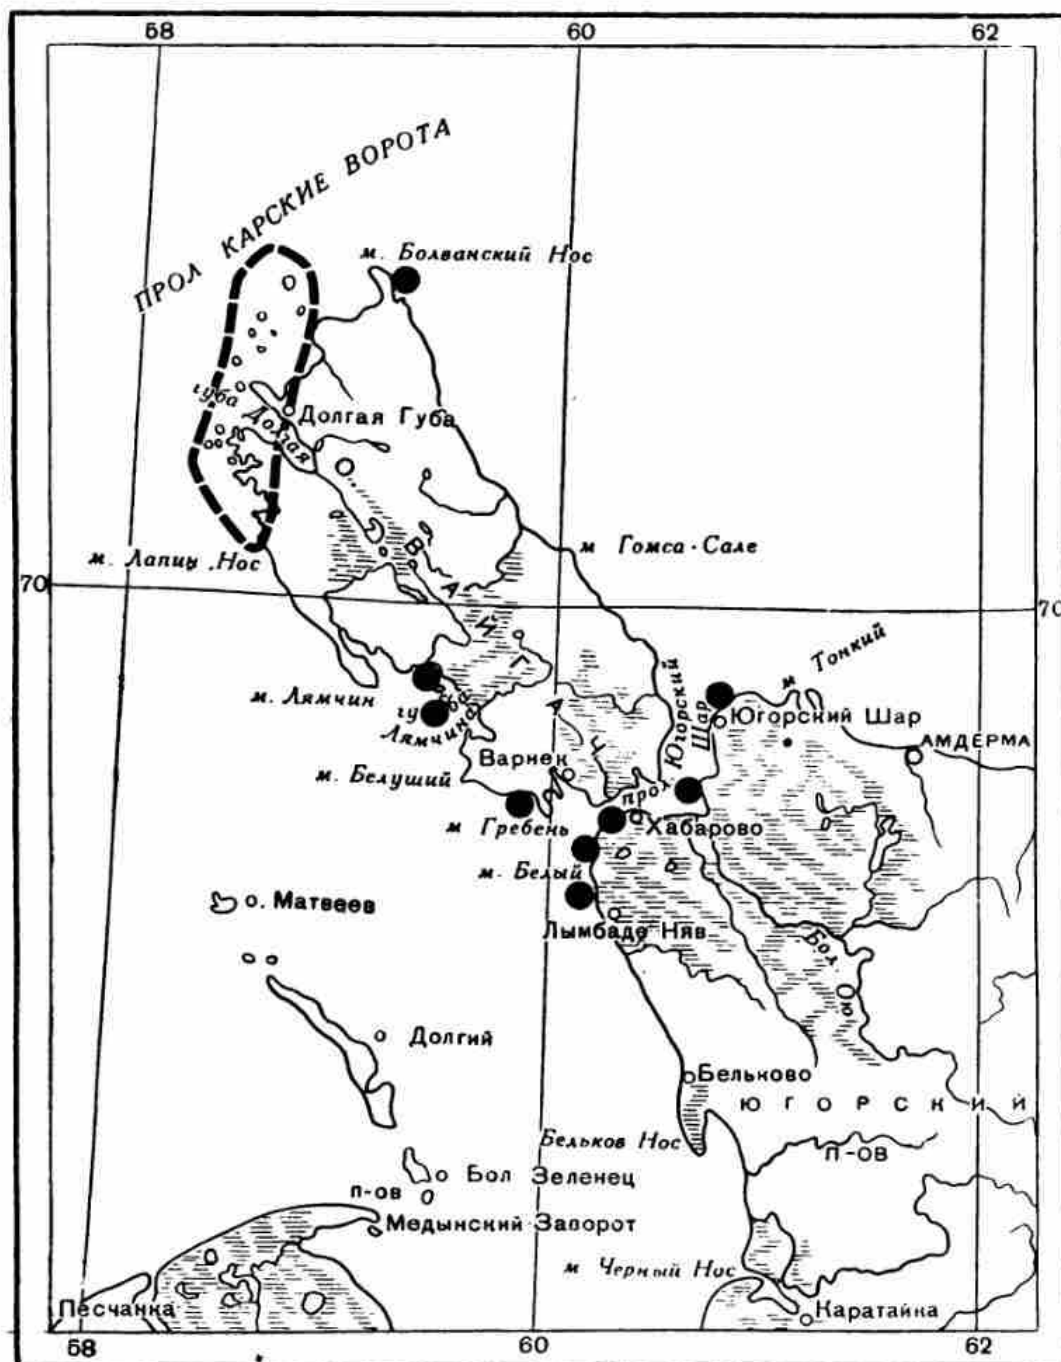 58 60 62
ПРОЛ КАРСКИЕ ВОРОТА
м. Болванский Нос
губа Долгая
Долгая Губа
О. ВАЙГАЧ
м Гомса-Сале
м. Лапиц Нос
70 70
м Тонкий
м. Лямчин
губа Лямчина
прол. Югорский Шар
Югорский Шар
АМДЕРМА
Варнек
м. Белуший
м Гребень
Хабарово
м. Белый
о. Матвеев
Лымбаде Няв
Бол. Ою
Долгий
Бельково
ЮГОРСКИЙ
П-ОВ
Бельков Нос
Бол Зеленец
п-ов
Медынский Заворот
м Черный Нос
Песчанка
Каратайка
58 60 62